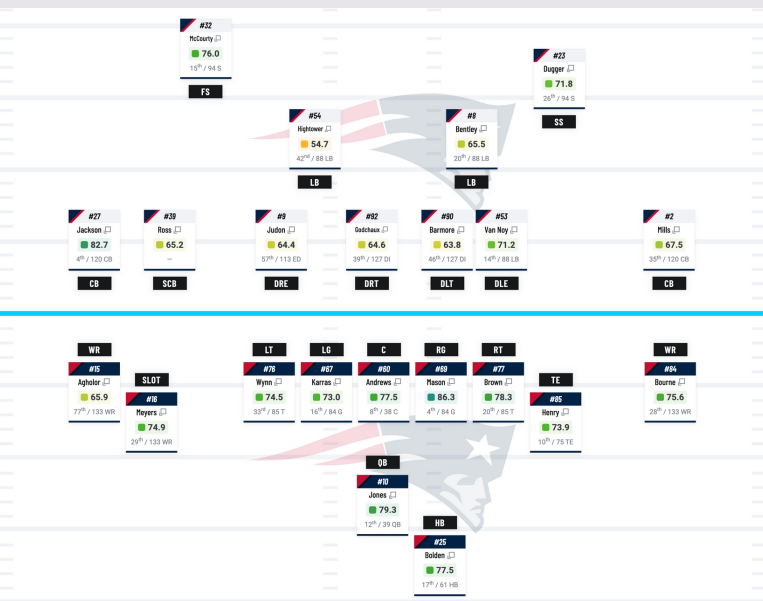 #32
McCourty
76.0
15th / 94 S
FS
#23
Dugger
71.8
26th / 94 S
SS
#54
Hightower
54.7
42nd / 88 LB
LB
#8
Bentley
65.5
20th / 88 LB
LB
#27
Jackson
82.7
4th / 120 CB
CB
#39
Ross
65.2
–
SCB
#9
Judon
64.4
57th / 113 ED
DRE
#92
Godchaux
64.6
39th / 127 DI
DRT
#90
Barmore
63.8
46th / 127 DI
DLT
#53
Van Noy
71.2
14th / 88 LB
DLE
#2
Mills
67.5
35th / 120 CB
CB
WR
#15
Agholor
65.9
77th / 133 WR
SLOT
#16
Meyers
74.9
29th / 133 WR
LT
#76
Wynn
74.5
33rd / 85 T
LG
#67
Karras
73.0
16th / 84 G
C
#60
Andrews
77.5
8th / 38 C
RG
#69
Mason
86.3
4th / 84 G
RT
#77
Brown
78.3
20th / 85 T
TE
#85
Henry
73.9
10th / 75 TE
WR
#84
Bourne
75.6
28th / 133 WR
QB
#10
Jones
79.3
12th / 39 QB
HB
#25
Bolden
77.5
17th / 61 HB